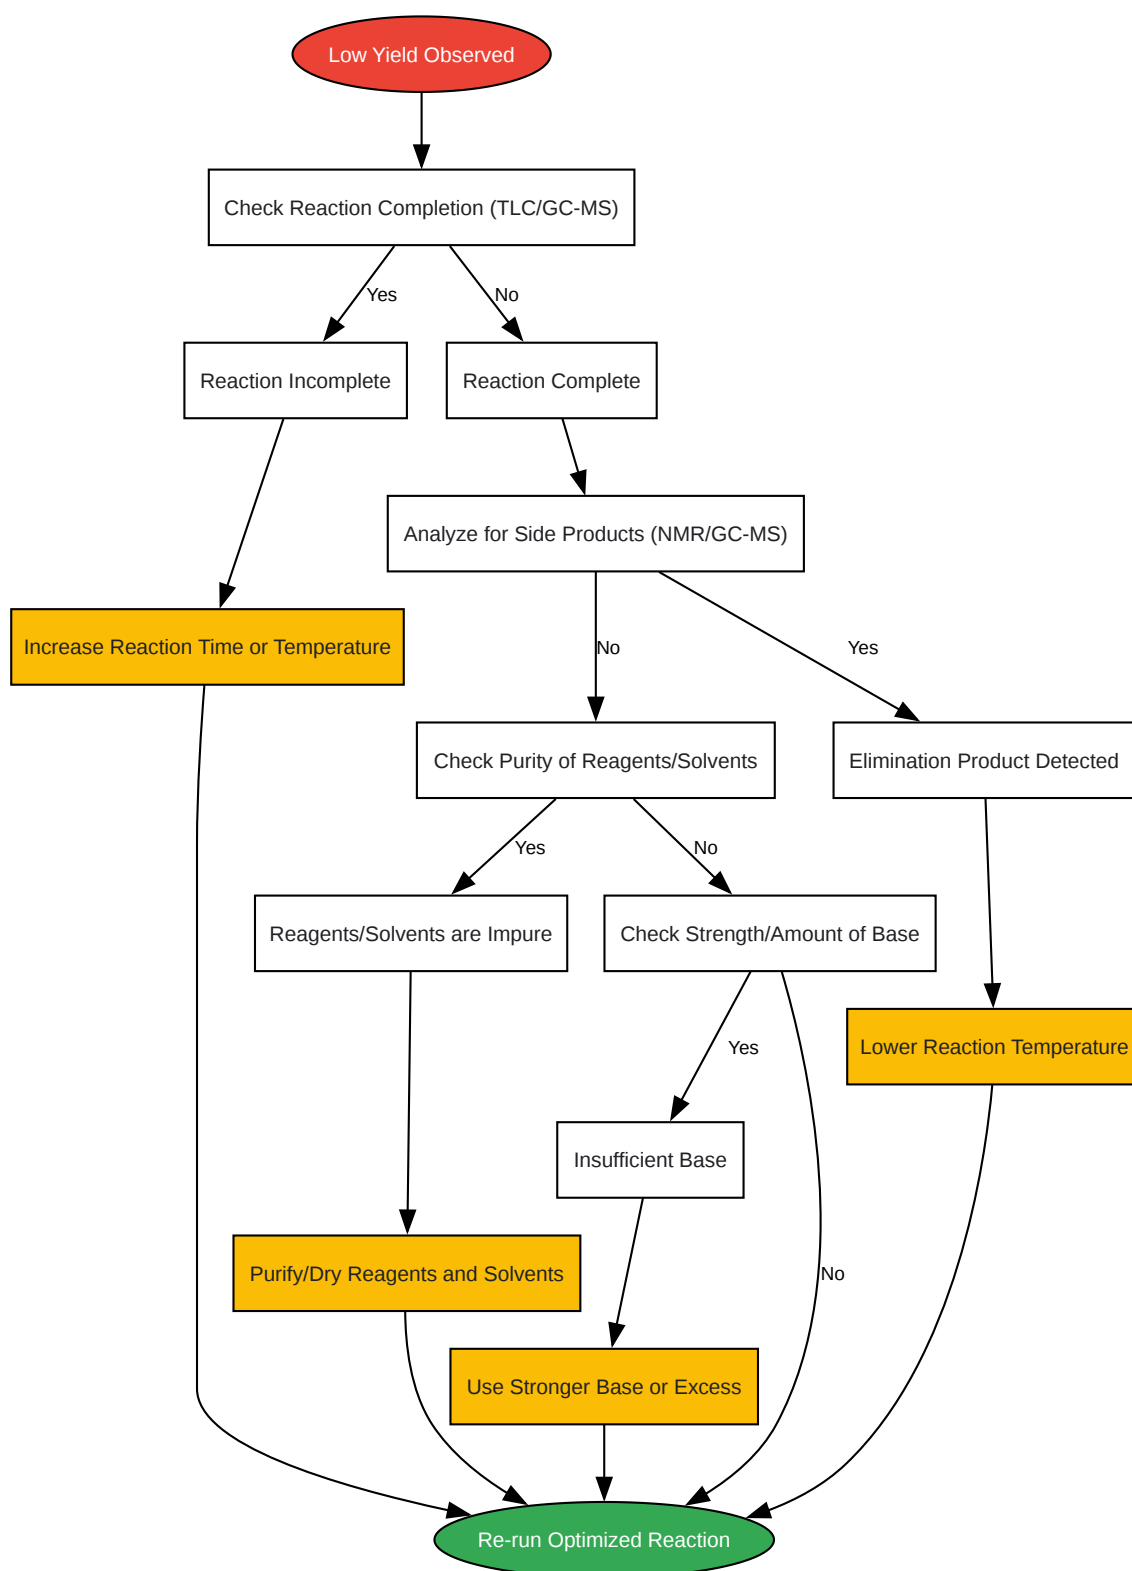 Low Yield Observed
Check Reaction Completion (TLC/GC-MS)
Yes
No
Reaction Incomplete
Reaction Complete
Analyze for Side Products (NMR/GC-MS)
Increase Reaction Time or Temperature
No
Yes
Check Purity of Reagents/Solvents
Elimination Product Detected
Yes
No
Reagents/Solvents are Impure
Check Strength/Amount of Base
Lower Reaction Temperature
Yes
Insufficient Base
Purify/Dry Reagents and Solvents
No
Use Stronger Base or Excess
Re-run Optimized Reaction